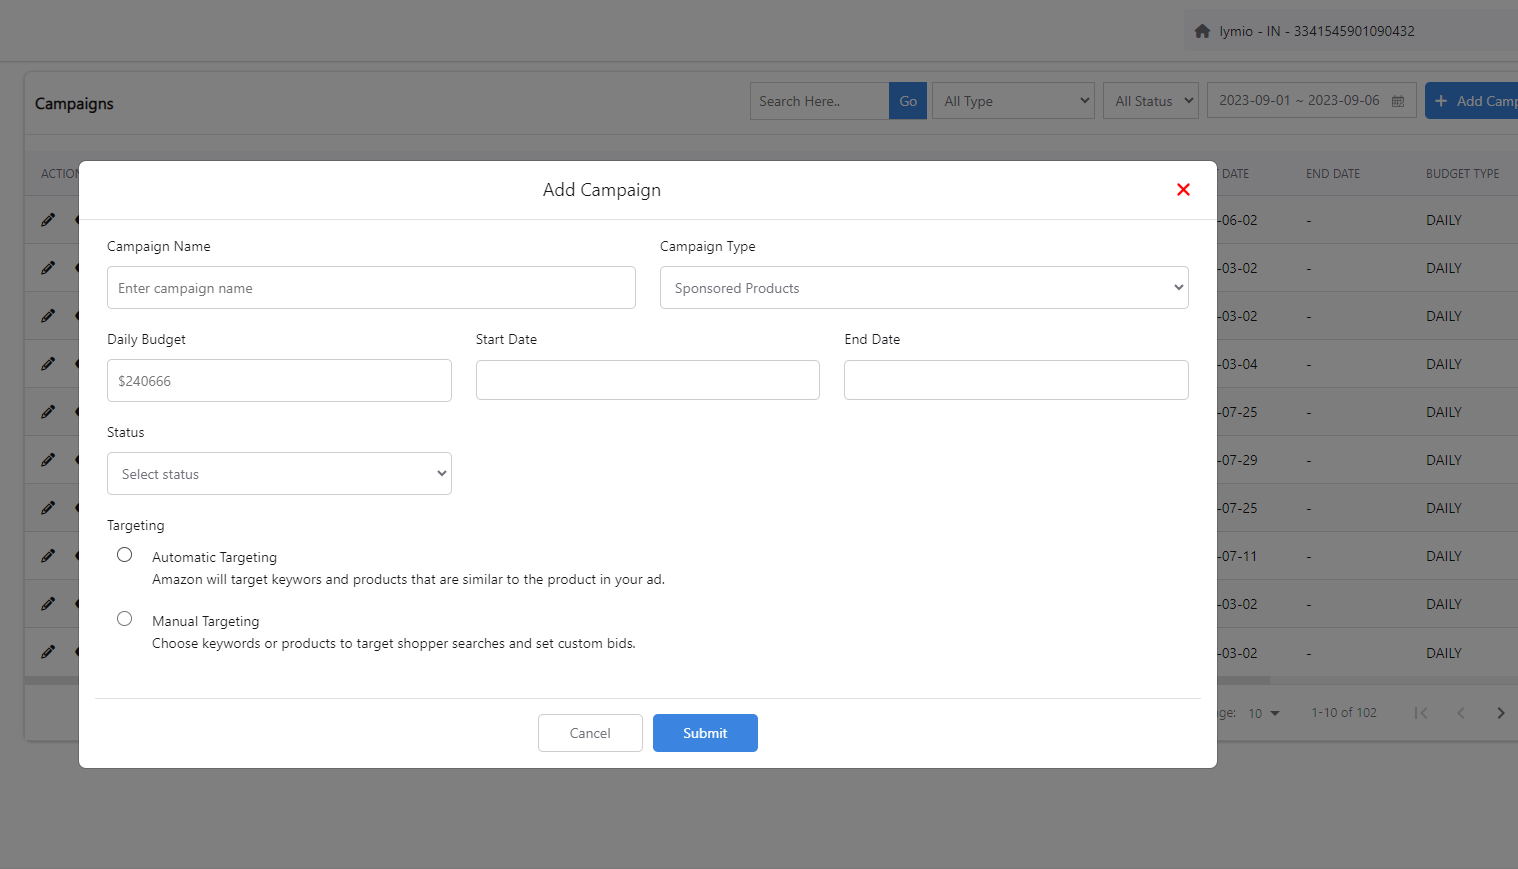 lymio - IN - 3341545901090432
Campaigns
Search Here..
Go
All Type
All Status
2023-09-01 ~ 2023-09-06
+ Add Camp
ACTION
DATE
END DATE
BUDGET TYPE
Add Campaign
Campaign Name
Campaign Type
Enter campaign name
Sponsored Products
Daily Budget
Start Date
End Date
$240666
Status
Select status
Targeting
Automatic Targeting
Amazon will target keywors and products that are similar to the product in your ad.
Manual Targeting
Choose keywords or products to target shopper searches and set custom bids.
Cancel
Submit
-06-02 - DAILY
-03-02 - DAILY
-03-02 - DAILY
-03-04 - DAILY
-07-25 - DAILY
-07-29 - DAILY
-07-25 - DAILY
-07-11 - DAILY
-03-02 - DAILY
-03-02 - DAILY
ge: 10 1-10 of 102